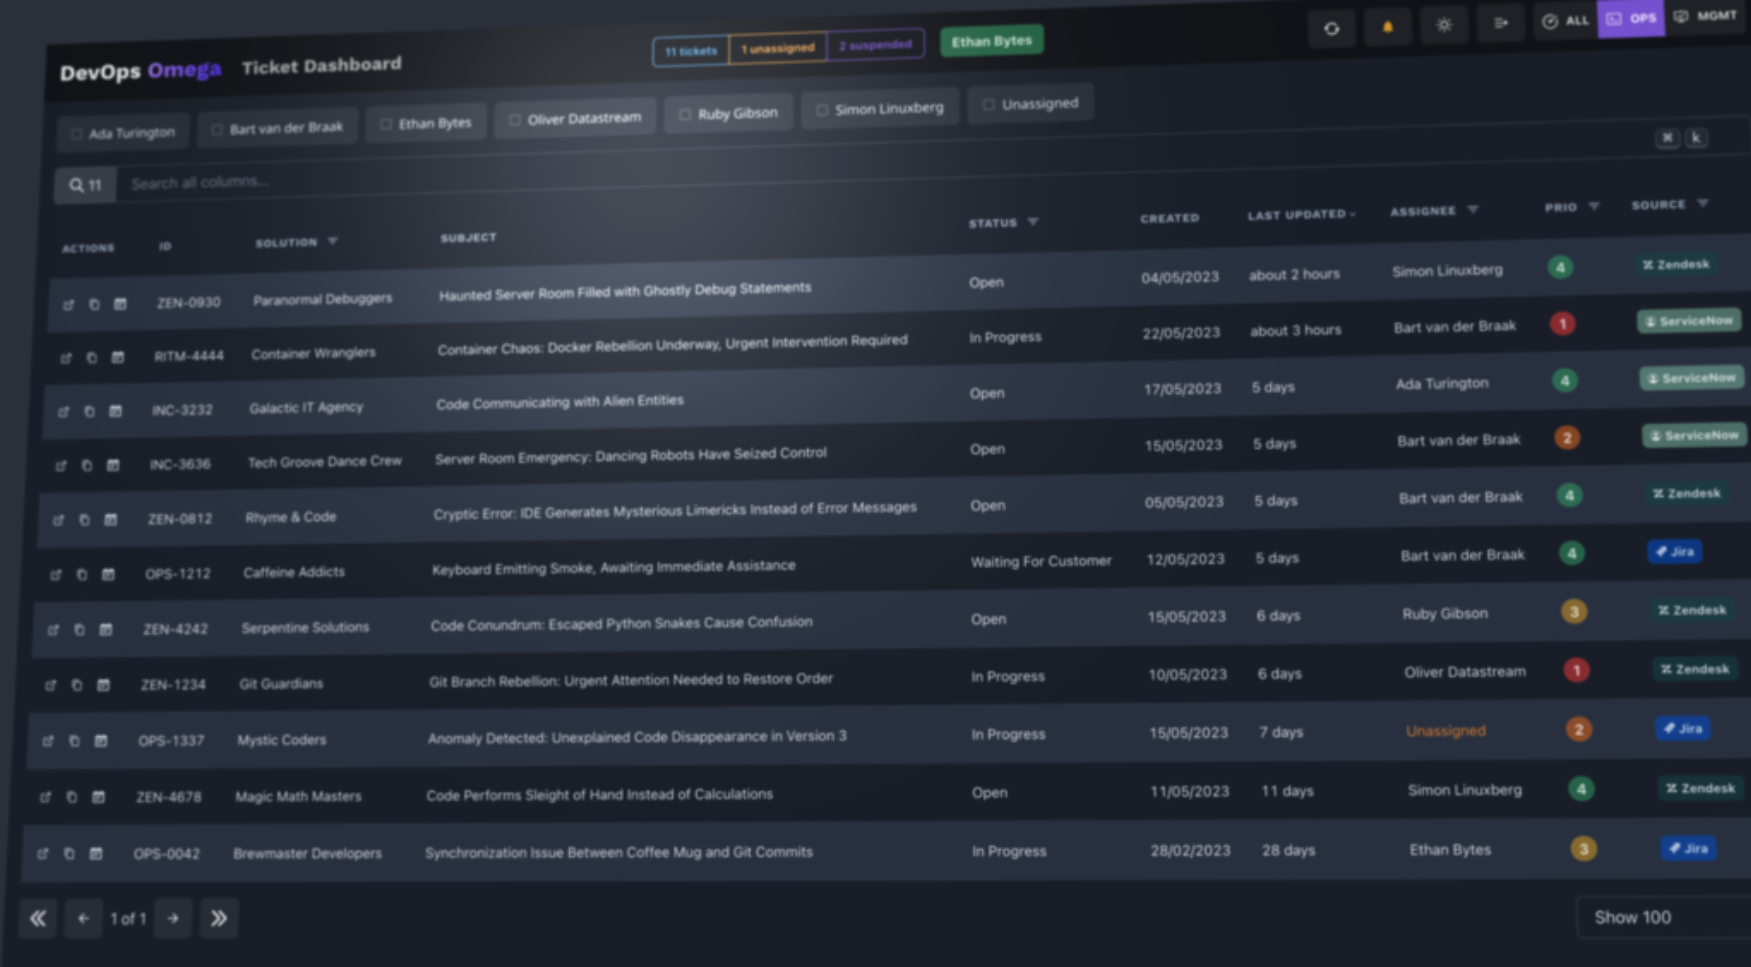 DevOps Omega Ticket Dashboard 11 tickets 1 unassigned 2 suspended Ethan Bytes ALL OPS MGMT
Ada Turington Bart van der Braak Ethan Bytes Oliver Datastream Ruby Gibson Simon Linuxberg Unassigned
11 Search all columns... ⌘ k
ACTIONS ID SOLUTION SUBJECT STATUS CREATED LAST UPDATED ASSIGNEE PRIO SOURCE
ZEN-0930 Paranormal Debuggers Haunted Server Room Filled with Ghostly Debug Statements Open 04/05/2023 about 2 hours Simon Linuxberg 4 Zendesk
RITM-4444 Container Wranglers Container Chaos: Docker Rebellion Underway, Urgent Intervention Required In Progress 22/05/2023 about 3 hours Bart van der Braak 1 ServiceNow
INC-3232 Galactic IT Agency Code Communicating with Alien Entities Open 17/05/2023 5 days Ada Turington 4 ServiceNow
INC-3636 Tech Groove Dance Crew Server Room Emergency: Dancing Robots Have Seized Control Open 15/05/2023 5 days Bart van der Braak 2 ServiceNow
ZEN-0812 Rhyme & Code Cryptic Error: IDE Generates Mysterious Limericks Instead of Error Messages Open 05/05/2023 5 days Bart van der Braak 4 Zendesk
OPS-1212 Caffeine Addicts Keyboard Emitting Smoke, Awaiting Immediate Assistance Waiting For Customer 12/05/2023 5 days Bart van der Braak 4 Jira
ZEN-4242 Serpentine Solutions Code Conundrum: Escaped Python Snakes Cause Confusion Open 15/05/2023 6 days Ruby Gibson 3 Zendesk
ZEN-1234 Git Guardians Git Branch Rebellion: Urgent Attention Needed to Restore Order In Progress 10/05/2023 6 days Oliver Datastream 1 Zendesk
OPS-1337 Mystic Coders Anomaly Detected: Unexplained Code Disappearance in Version 3 In Progress 15/05/2023 7 days Unassigned 2 Jira
ZEN-4678 Magic Math Masters Code Performs Sleight of Hand Instead of Calculations Open 11/05/2023 11 days Simon Linuxberg 4 Zendesk
OPS-0042 Brewmaster Developers Synchronization Issue Between Coffee Mug and Git Commits In Progress 28/02/2023 28 days Ethan Bytes 3 Jira
1 of 1 Show 100